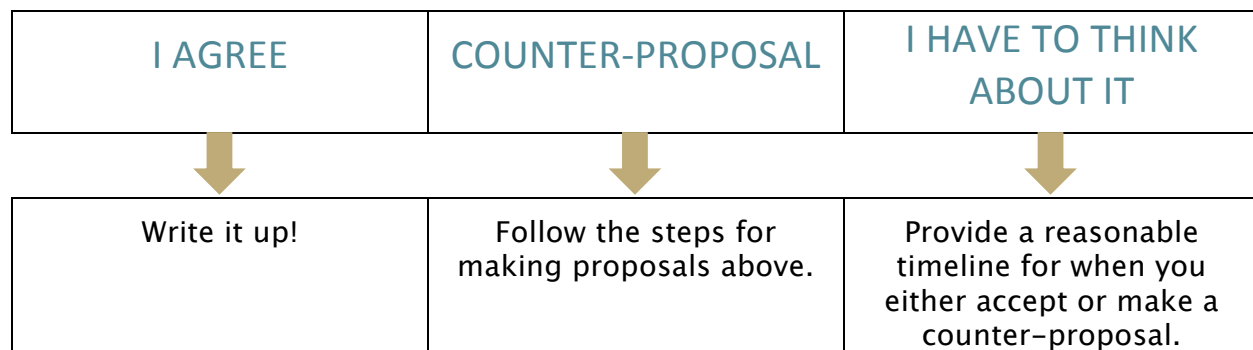 I AGREE
COUNTER-PROPOSAL
I HAVE TO THINK
ABOUT IT
Write it up!
Follow the steps for
making proposals above.
Provide a reasonable
timeline for when you
either accept or make a
counter-proposal.